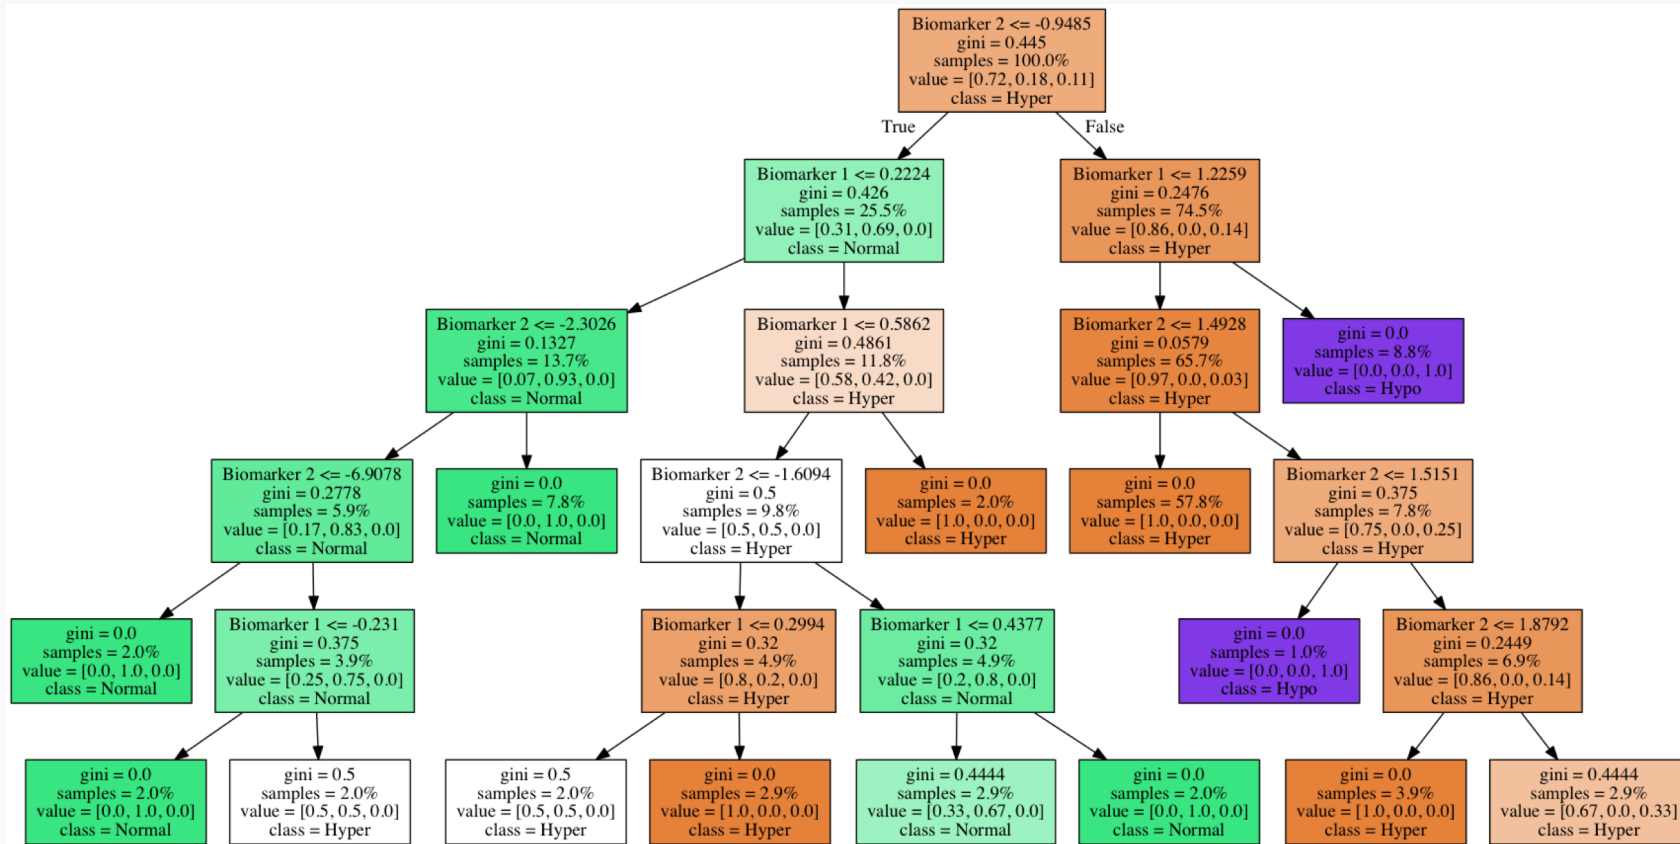 Biomarker 2 <= -0.9485
gini = 0.445
samples = 100.0%
value = [0.72, 0.18, 0.11]
class = Hyper
True
False
Biomarker 1 <= 0.2224
gini = 0.426
samples = 25.5%
value = [0.31, 0.69, 0.0]
class = Normal
Biomarker 1 <= 1.2259
gini = 0.2476
samples = 74.5%
value = [0.86, 0.0, 0.14]
class = Hyper
Biomarker 2 <= -2.3026
gini = 0.1327
samples = 13.7%
value = [0.07, 0.93, 0.0]
class = Normal
Biomarker 1 <= 0.5862
gini = 0.4861
samples = 11.8%
value = [0.58, 0.42, 0.0]
class = Hyper
Biomarker 2 <= 1.4928
gini = 0.0579
samples = 65.7%
value = [0.97, 0.0, 0.03]
class = Hyper
gini = 0.0
samples = 8.8%
value = [0.0, 0.0, 1.0]
class = Hypo
Biomarker 2 <= -6.9078
gini = 0.2778
samples = 5.9%
value = [0.17, 0.83, 0.0]
class = Normal
gini = 0.0
samples = 7.8%
value = [0.0, 1.0, 0.0]
class = Normal
Biomarker 2 <= -1.6094
gini = 0.5
samples = 9.8%
value = [0.5, 0.5, 0.0]
class = Hyper
gini = 0.0
samples = 2.0%
value = [1.0, 0.0, 0.0]
class = Hyper
gini = 0.0
samples = 57.8%
value = [1.0, 0.0, 0.0]
class = Hyper
Biomarker 2 <= 1.5151
gini = 0.375
samples = 7.8%
value = [0.75, 0.0, 0.25]
class = Hyper
gini = 0.0
samples = 2.0%
value = [0.0, 1.0, 0.0]
class = Normal
Biomarker 1 <= -0.231
gini = 0.375
samples = 3.9%
value = [0.25, 0.75, 0.0]
class = Normal
Biomarker 1 <= 0.2994
gini = 0.32
samples = 4.9%
value = [0.8, 0.2, 0.0]
class = Hyper
Biomarker 1 <= 0.4377
gini = 0.32
samples = 4.9%
value = [0.2, 0.8, 0.0]
class = Normal
gini = 0.0
samples = 1.0%
value = [0.0, 0.0, 1.0]
class = Hypo
Biomarker 2 <= 1.8792
gini = 0.2449
samples = 6.9%
value = [0.86, 0.0, 0.14]
class = Hyper
gini = 0.0
samples = 2.0%
value = [0.0, 1.0, 0.0]
class = Normal
gini = 0.5
samples = 2.0%
value = [0.5, 0.5, 0.0]
class = Hyper
gini = 0.5
samples = 2.0%
value = [0.5, 0.5, 0.0]
class = Hyper
gini = 0.0
samples = 2.9%
value = [1.0, 0.0, 0.0]
class = Hyper
gini = 0.4444
samples = 2.9%
value = [0.33, 0.67, 0.0]
class = Normal
gini = 0.0
samples = 2.0%
value = [0.0, 1.0, 0.0]
class = Normal
gini = 0.0
samples = 3.9%
value = [1.0, 0.0, 0.0]
class = Hyper
gini = 0.4444
samples = 2.9%
value = [0.67, 0.0, 0.33]
class = Hyper